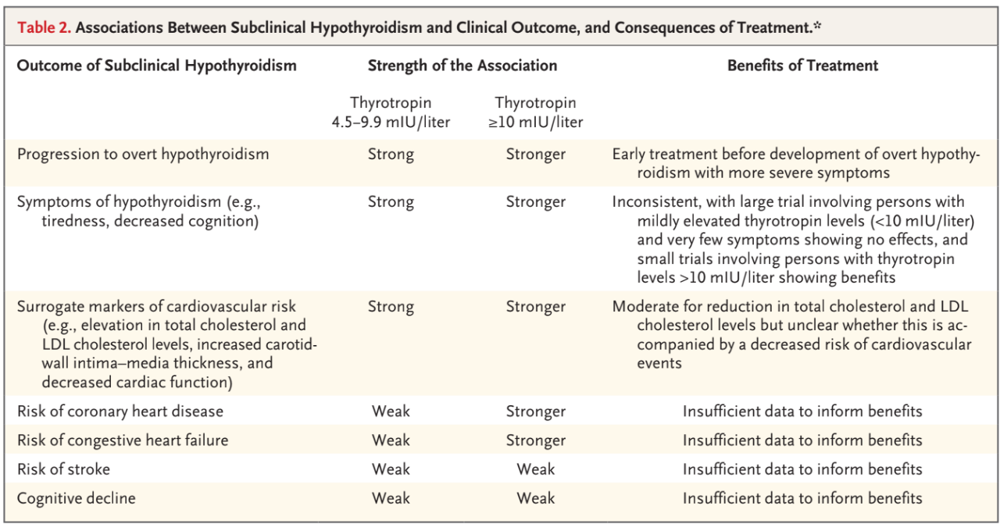 Table 2. Associations Between Subclinical Hypothyroidism and Clinical Outcome, and Consequences of Treatment.*
Outcome of Subclinical Hypothyroidism
Strength of the Association
Benefits of Treatment
Thyrotropin
4.5–9.9 mIU/liter
Thyrotropin
≥10 mIU/liter
Progression to overt hypothyroidism
Strong
Stronger
Early treatment before development of overt hypothy-
roidism with more severe symptoms
Symptoms of hypothyroidism (e.g.,
tiredness, decreased cognition)
Strong
Stronger
Inconsistent, with large trial involving persons with
mildly elevated thyrotropin levels (<10 mIU/liter)
and very few symptoms showing no effects, and
small trials involving persons with thyrotropin
levels >10 mIU/liter showing benefits
Surrogate markers of cardiovascular risk
(e.g., elevation in total cholesterol and
LDL cholesterol levels, increased carotid-
wall intima–media thickness, and
decreased cardiac function)
Strong
Stronger
Moderate for reduction in total cholesterol and LDL
cholesterol levels but unclear whether this is ac-
companied by a decreased risk of cardiovascular
events
Risk of coronary heart disease
Weak
Stronger
Insufficient data to inform benefits
Risk of congestive heart failure
Weak
Stronger
Insufficient data to inform benefits
Risk of stroke
Weak
Weak
Insufficient data to inform benefits
Cognitive decline
Weak
Weak
Insufficient data to inform benefits